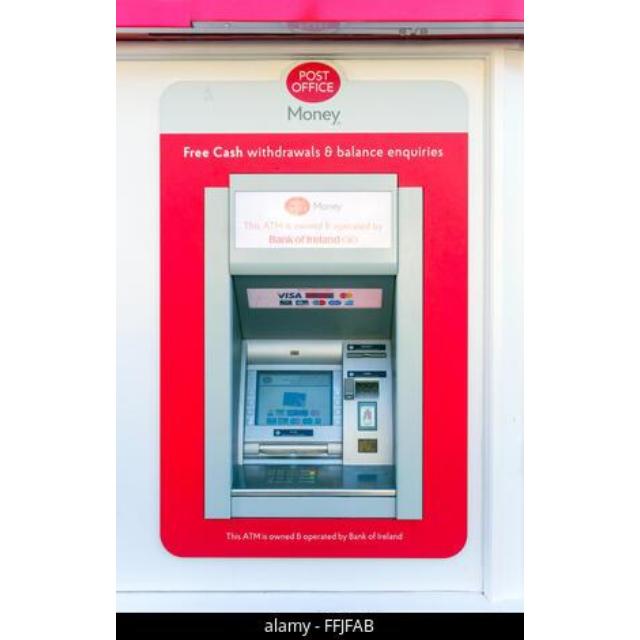 POST
OFFICE
Money
Free Cash withdrawals & balance enquiries
Money
This ATM is owned & operated by
Bank of Ireland
VISA
This ATM is owned & operated by Bank of Ireland
alamy - FFJFAB